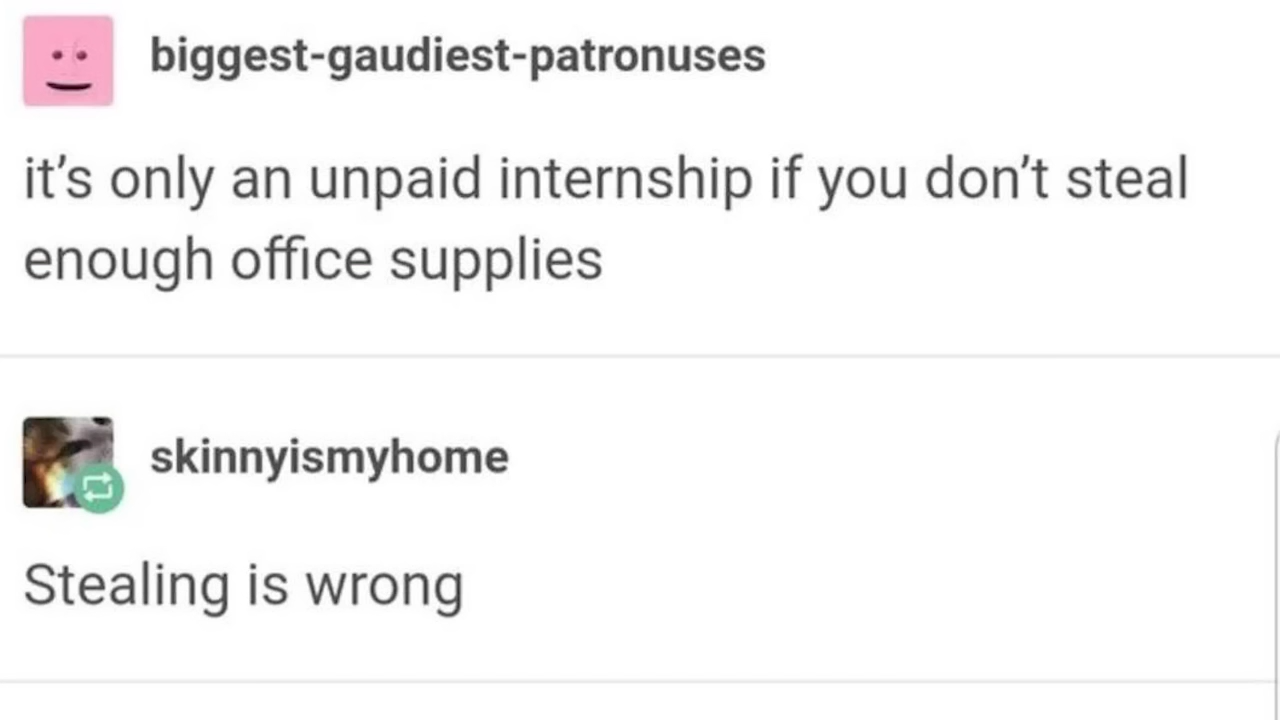 biggest-gaudiest-patronuses
it’s only an unpaid internship if you don’t steal
enough office supplies
skinnyismyhome
Stealing is wrong